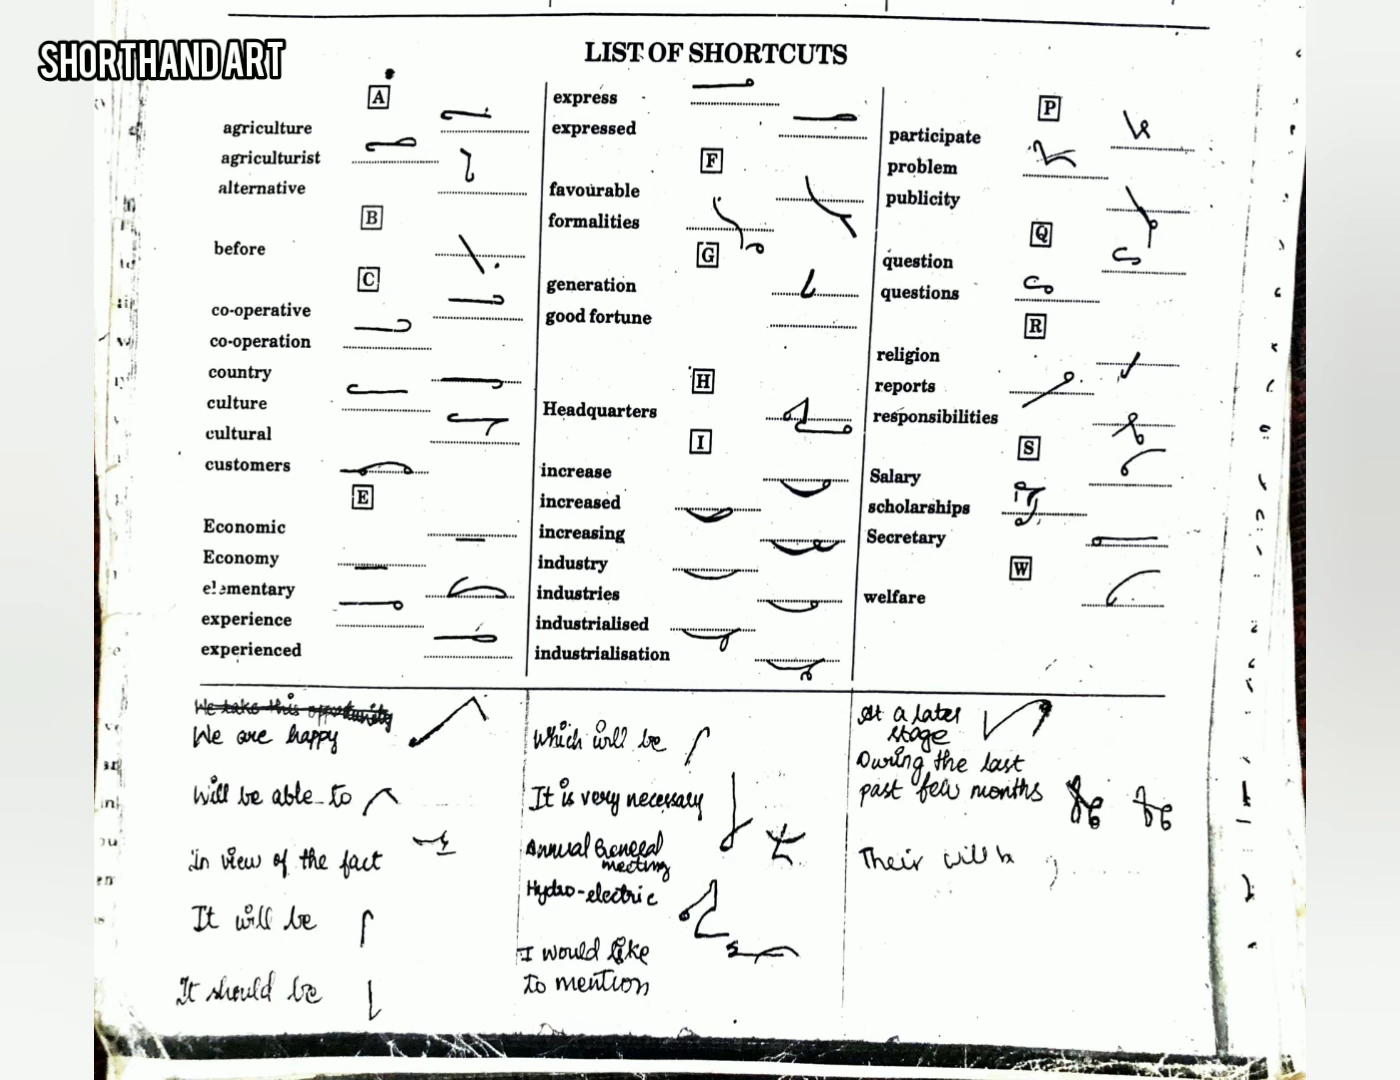 SHORTHAND ART
LIST OF SHORTCUTS
A
agriculture
agriculturist
alternative
B
before
C
co-operative
co-operation
country
culture
cultural
customers
E
Economic
Economy
elementary
experience
experienced
express
expressed
F
favourable
formalities
G
generation
good fortune
H
Headquarters
I
increase
increased
increasing
industry
industries
industrialised
industrialisation
P
participate
problem
publicity
Q
question
questions
R
religion
reports
responsibilities
S
Salary
scholarships
Secretary
W
welfare
We take this opportunity
We are happy
Will be able to
in view of the fact
It will be
It should be
Which will be
It is very necessary
Annual General
meeting
Hydro-electric
I would like
to mention
At a later
stage
During the last
past few months
Their will b